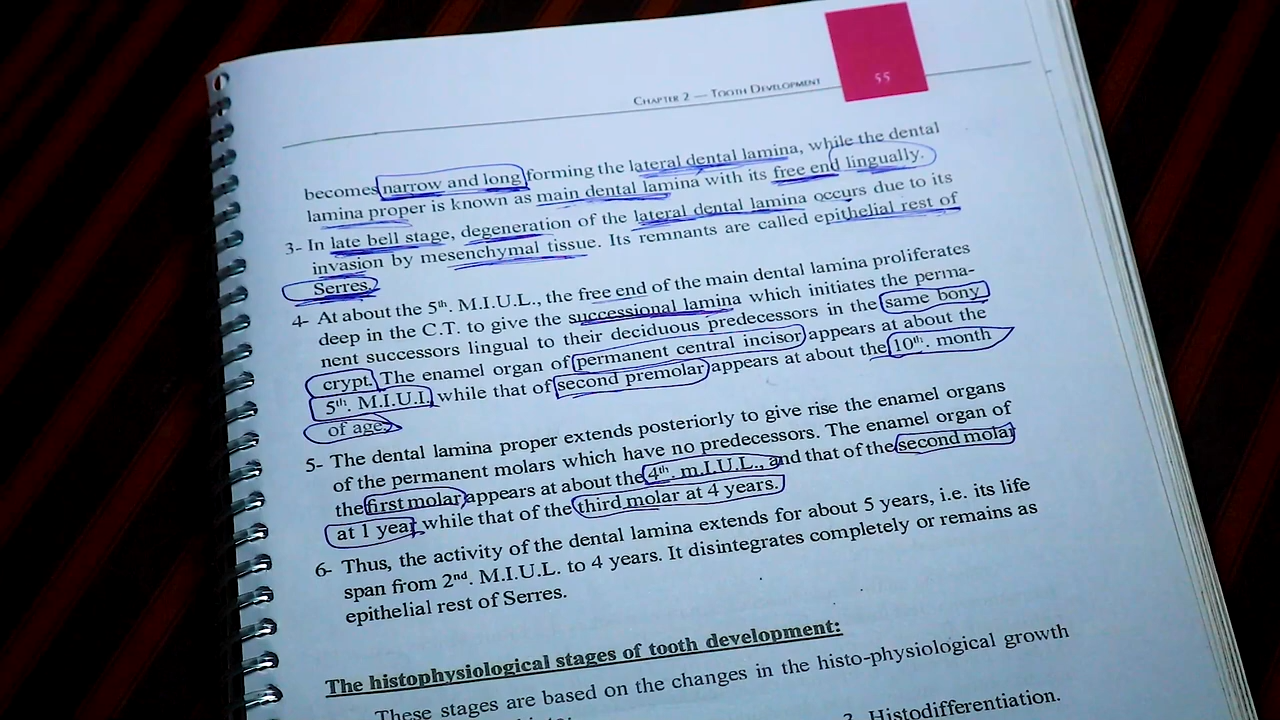 CHAPTER 2 — TOOTH DEVELOPMENT
55
becomes narrow and long forming the lateral dental lamina, while the dental
lamina proper is known as main dental lamina with its free end lingually.
3- In late bell stage, degeneration of the lateral dental lamina occurs due to its
invasion by mesenchymal tissue. Its remnants are called epithelial rest of
Serres.
4- At about the 5th. M.I.U.L., the free end of the main dental lamina proliferates
deep in the C.T. to give the successional lamina which initiates the perma-
nent successors lingual to their deciduous predecessors in the same bony
crypt. The enamel organ of permanent central incisor appears at about the
5th. M.I.U.L while that of second premolar appears at about the 10th. month
of age.
5- The dental lamina proper extends posteriorly to give rise the enamel organs
of the permanent molars which have no predecessors. The enamel organ of
the first molar appears at about the 4th. m.I.U.L., and that of the second molar
at 1 year while that of the third molar at 4 years.
6- Thus, the activity of the dental lamina extends for about 5 years, i.e. its life
span from 2nd. M.I.U.L. to 4 years. It disintegrates completely or remains as
epithelial rest of Serres.
The histophysiological stages of tooth development:
These stages are based on the changes in the histo-physiological growth
Histodifferentiation.